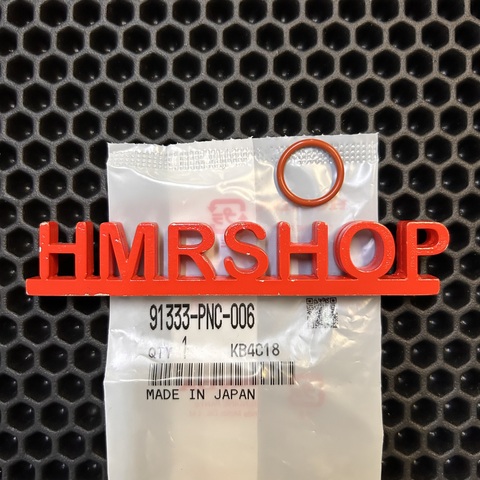 HMRSHOP
91333-PNC-006
QTY 1 KB4C18
MADE IN JAPAN